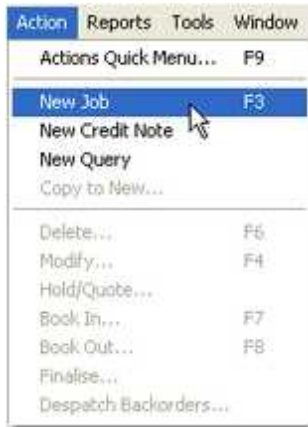 Action Reports Tools Window
Actions Quick Menu... F9
New Job F3
New Credit Note
New Query
Copy to New...
Delete... F6
Modify... F4
Hold/Quote...
Book In... F7
Book Out... F8
Finalise...
Despatch Backorders...